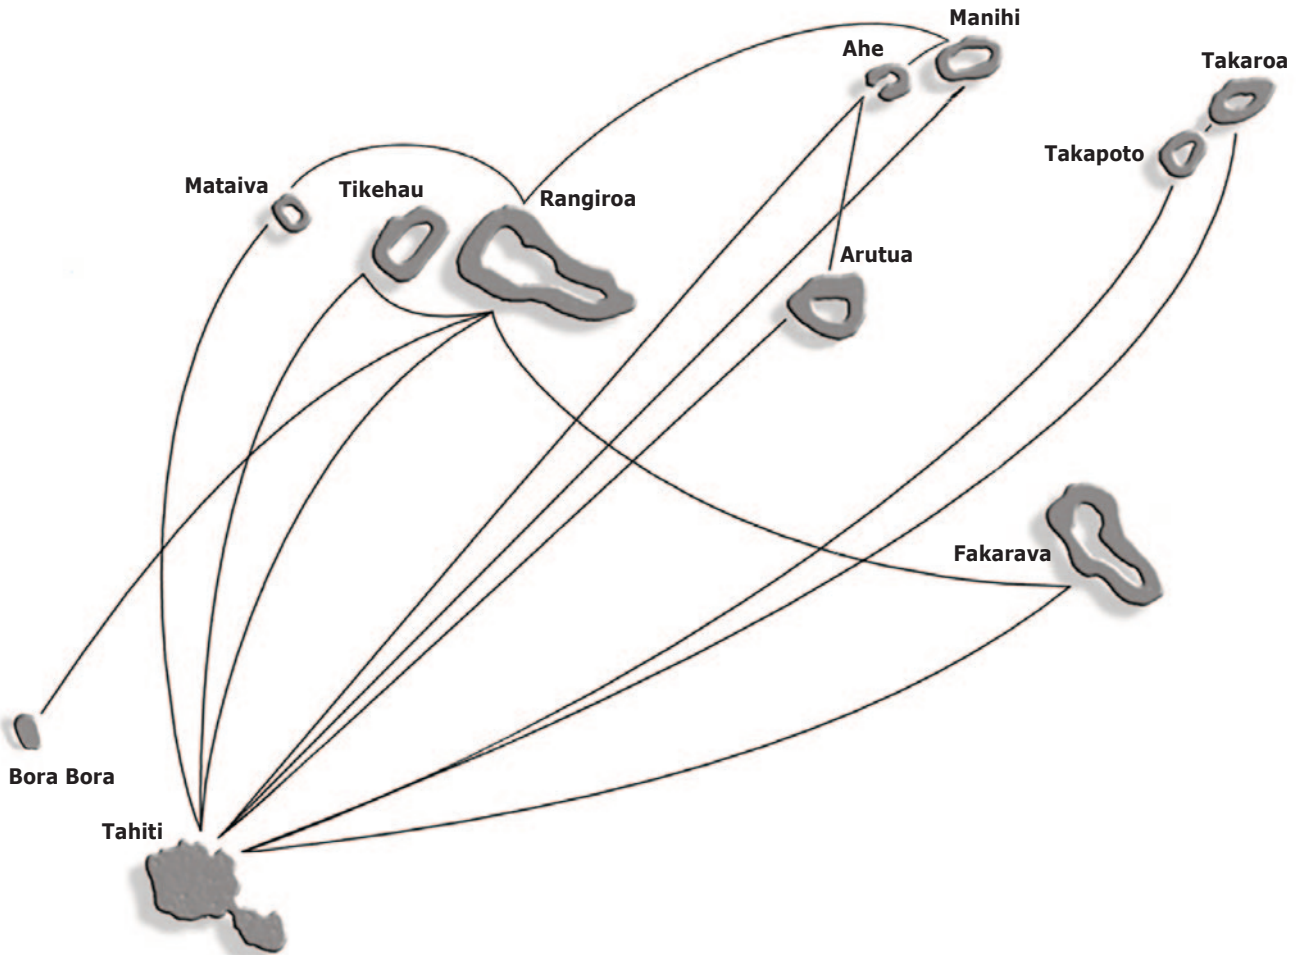 Manihi
Ahe
Takaroa
Takapoto
Mataiva
Tikehau
Rangiroa
Arutua
Fakarava
Bora Bora
Tahiti